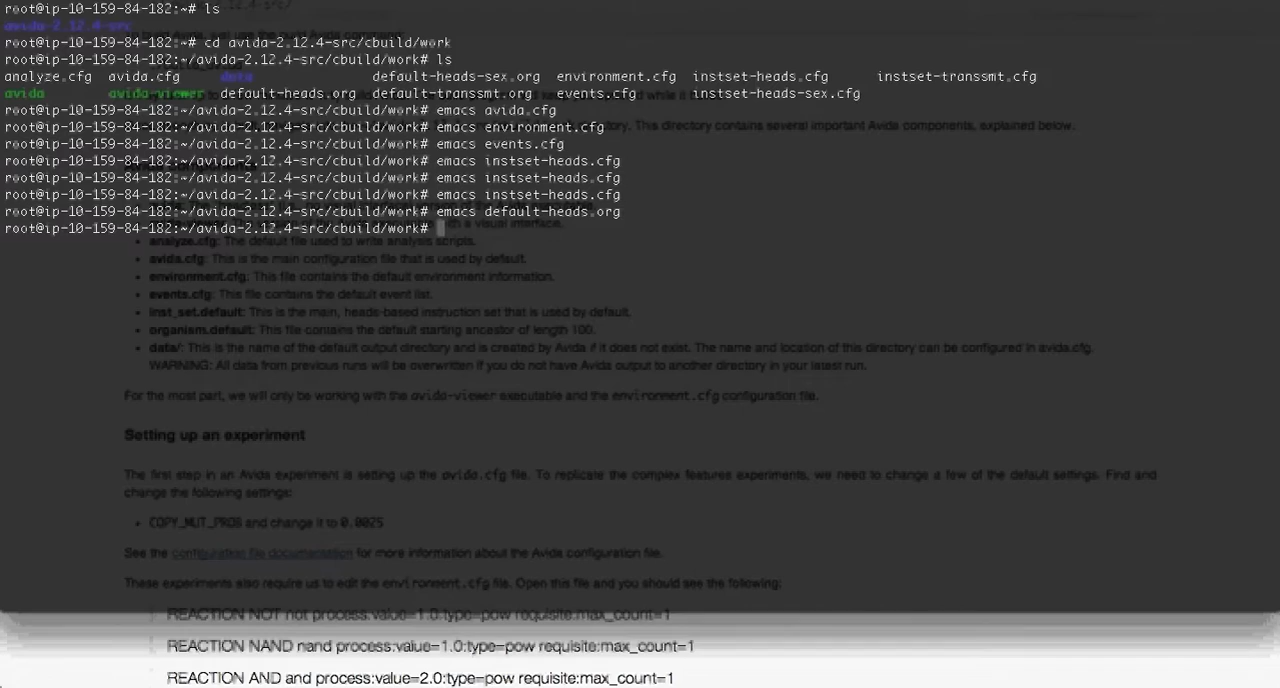 root@ip-10-159-84-182:~# ls
avida-2.12.4-src
root@ip-10-159-84-182:~# cd avida-2.12.4-src/cbuild/work
root@ip-10-159-84-182:~/avida-2.12.4-src/cbuild/work# ls
analyze.cfg avida.cfg data default-heads-sex.org environment.cfg instset-heads.cfg instset-transsmt.cfg
avida avida-viewer default-heads.org default-transsmt.org events.cfg instset-heads-sex.cfg
root@ip-10-159-84-182:~/avida-2.12.4-src/cbuild/work# emacs avida.cfg
root@ip-10-159-84-182:~/avida-2.12.4-src/cbuild/work# emacs environment.cfg
tory. This directory contains several important Avida components, explained below.
root@ip-10-159-84-182:~/avida-2.12.4-src/cbuild/work# emacs events.cfg
root@ip-10-159-84-182:~/avida-2.12.4-src/cbuild/work# emacs instset-heads.cfg
root@ip-10-159-84-182:~/avida-2.12.4-src/cbuild/work# emacs instset-heads.cfg
root@ip-10-159-84-182:~/avida-2.12.4-src/cbuild/work# emacs instset-heads.cfg
root@ip-10-159-84-182:~/avida-2.12.4-src/cbuild/work# emacs default-heads.org
root@ip-10-159-84-182:~/avida-2.12.4-src/cbuild/work#
with a visual interface.
• analyze.cfg: The default file used to write analysis scripts.
• avida.cfg: This is the main configuration file that is used by default.
• environment.cfg: This file contains the default environment information.
• events.cfg: This file contains the default event list.
• inst_set.default: This is the main, heads-based instruction set that is used by default.
• organism.default: This file contains the default starting ancestor of length 100.
• data/: This is the name of the default output directory and is created by Avida if it does not exist. The name and location of this directory can be configured in avida.cfg.
WARNING: All data from previous runs will be overwritten if you do not have Avida output to another directory in your latest run.
For the most part, we will only be working with the avida-viewer executable and the environment.cfg configuration file.
Setting up an experiment
The first step in an Avida experiment is setting up the avida.cfg file. To replicate the complex features experiments, we need to change a few of the default settings. Find and
change the following settings:
• COPY_MUT_PROB and change it to 0.0025
See the configuration file documentation for more information about the Avida configuration file.
These experiments also require us to edit the environment.cfg file. Open this file and you should see the following:
REACTION NOT not process:value=1.0:type=pow requisite:max_count=1
REACTION NAND nand process:value=1.0:type=pow requisite:max_count=1
REACTION AND and process:value=2.0:type=pow requisite:max_count=1